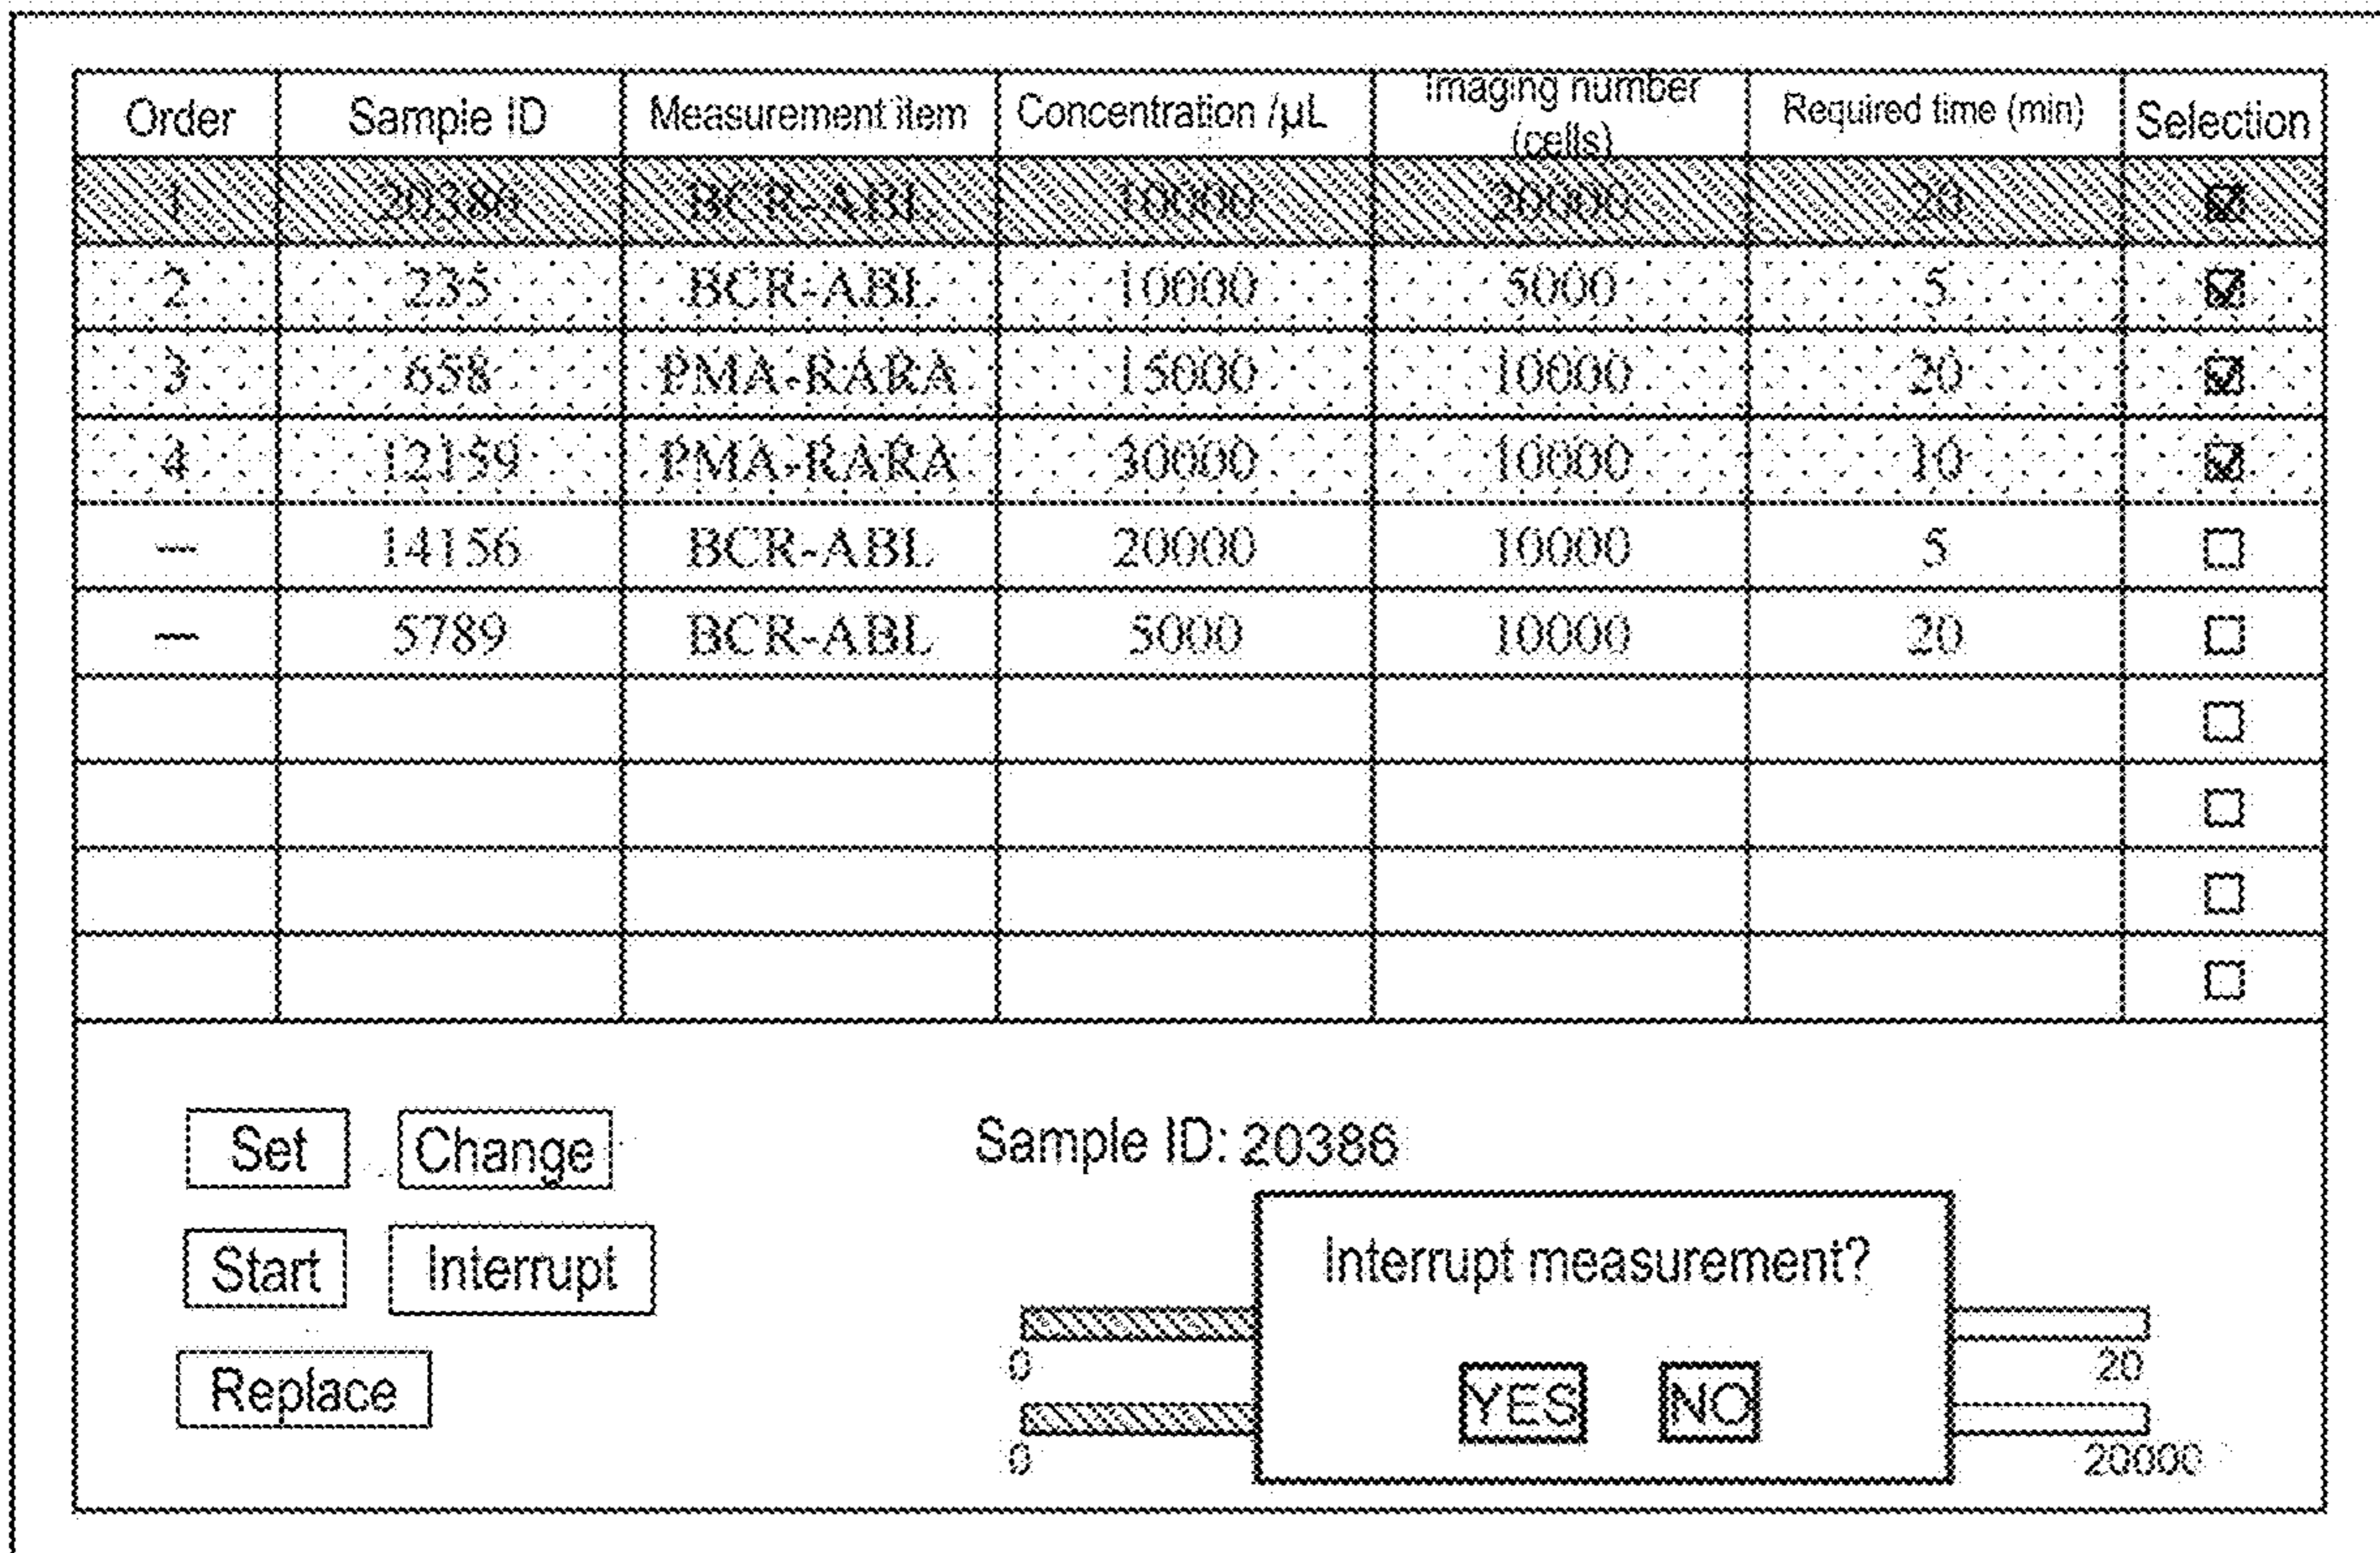 Order Sample ID Measurement item Concentration /µL Imaging number (cells) Required time (min) Selection
1 20386 BCR-ABL 10000 20000 20
2 235 BCR-ABL 10000 5000 5
3 658 PMA-RARA 15000 10000 20
4 12159 PMA-RARA 30000 10000 10
— 14156 BCR-ABL 20000 10000 5
— 5789 BCR-ABL 5000 10000 20
Set Change
Start Interrupt
Replace
Sample ID: 20386
Interrupt measurement?
YES NO
0 20
0 20000